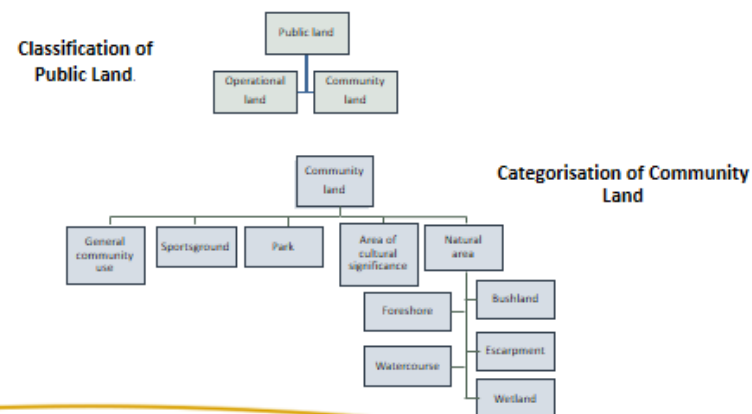 Classification of
Public Land.
Public land
Operational
land
Community
land
Categorisation of Community
Land
Community
land
General
community
use
Sportsground
Park
Area of
cultural
significance
Natural
area
Foreshore
Bushland
Watercourse
Escarpment
Wetland